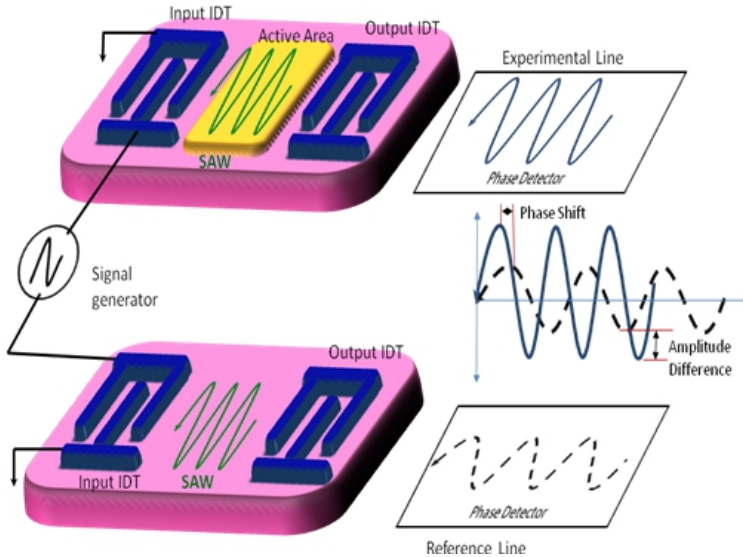 Input IDT
Output IDT
Active Area
SAW
Experimental Line
Phase Detector
Phase Shift
Signal
generator
Amplitude
Difference
Output IDT
Input IDT
SAW
Phase Detector
Reference Line